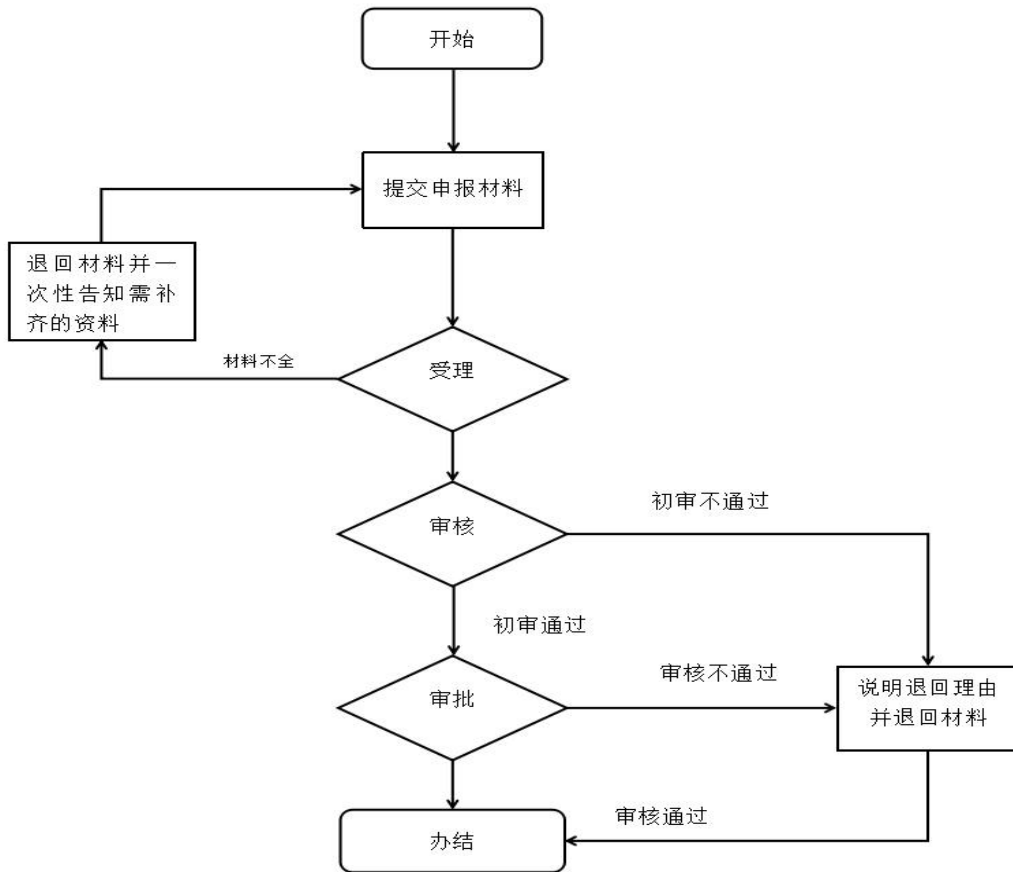 开始
提交申报材料
退回材料并一
次性告知需补
齐的资料
材料不全
受理
审核
初审不通过
初审通过
审批
审核不通过
说明退回理由
并退回材料
审核通过
办结